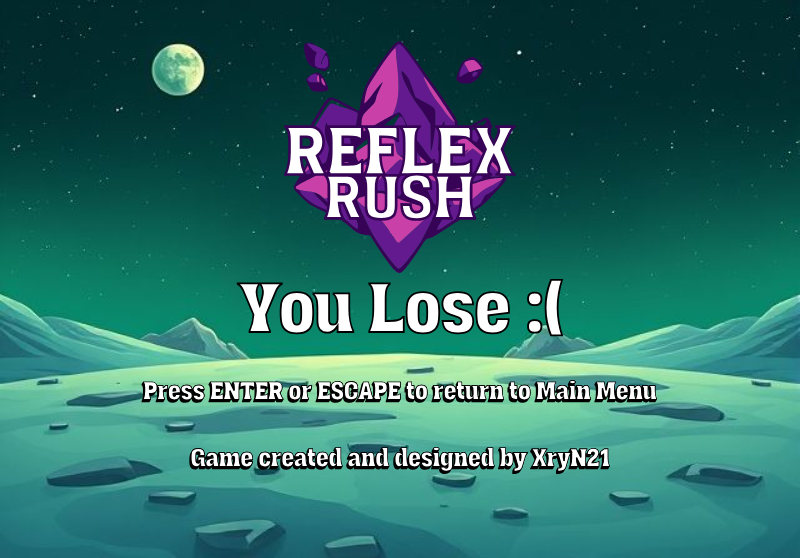 REFLEX
RUSH
You Lose :(
Press ENTER or ESCAPE to return to Main Menu
Game created and designed by XryN21